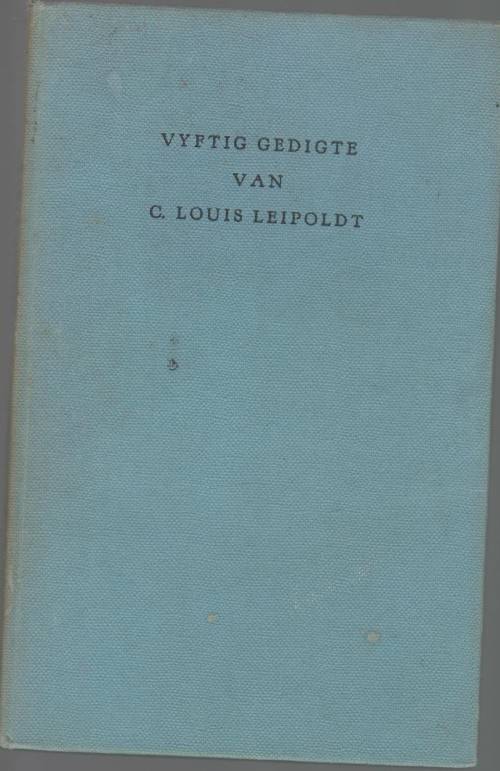 VYFTIG GEDIGTE
VAN
C. LOUIS LEIPOLDT